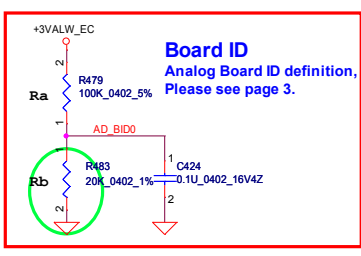 +3VALW_EC
Board ID
Analog Board ID definition,
Please see page 3.
2
R479
Ra
100K_0402_5%
1
AD_BID0
1
R483
1
C424
Rb
20K_0402_1%
0.1U_0402_16V4Z
2
2